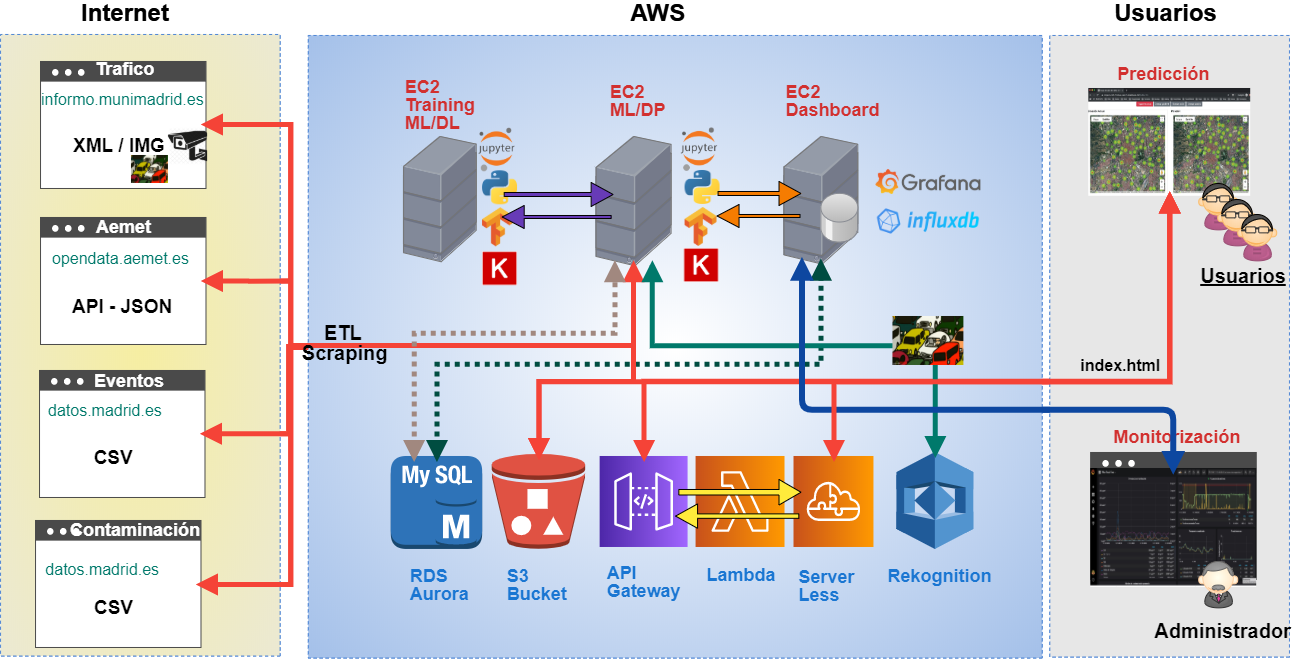 Internet
AWS
Usuarios
Trafico
informo.munimadrid.es
XML / IMG
Aemet
opendata.aemet.es
API - JSON
Eventos
datos.madrid.es
CSV
Contaminación
datos.madrid.es
CSV
ETL
Scraping
EC2
Training
ML/DL
jupyter
K
EC2
ML/DP
jupyter
K
EC2
Dashboard
Grafana
influxdb
My SQL
M
RDS
Aurora
S3
Bucket
</>
API
Gateway
Lambda
Server
Less
Rekognition
Predicción
Usuarios
index.html
Monitorización
Administrador